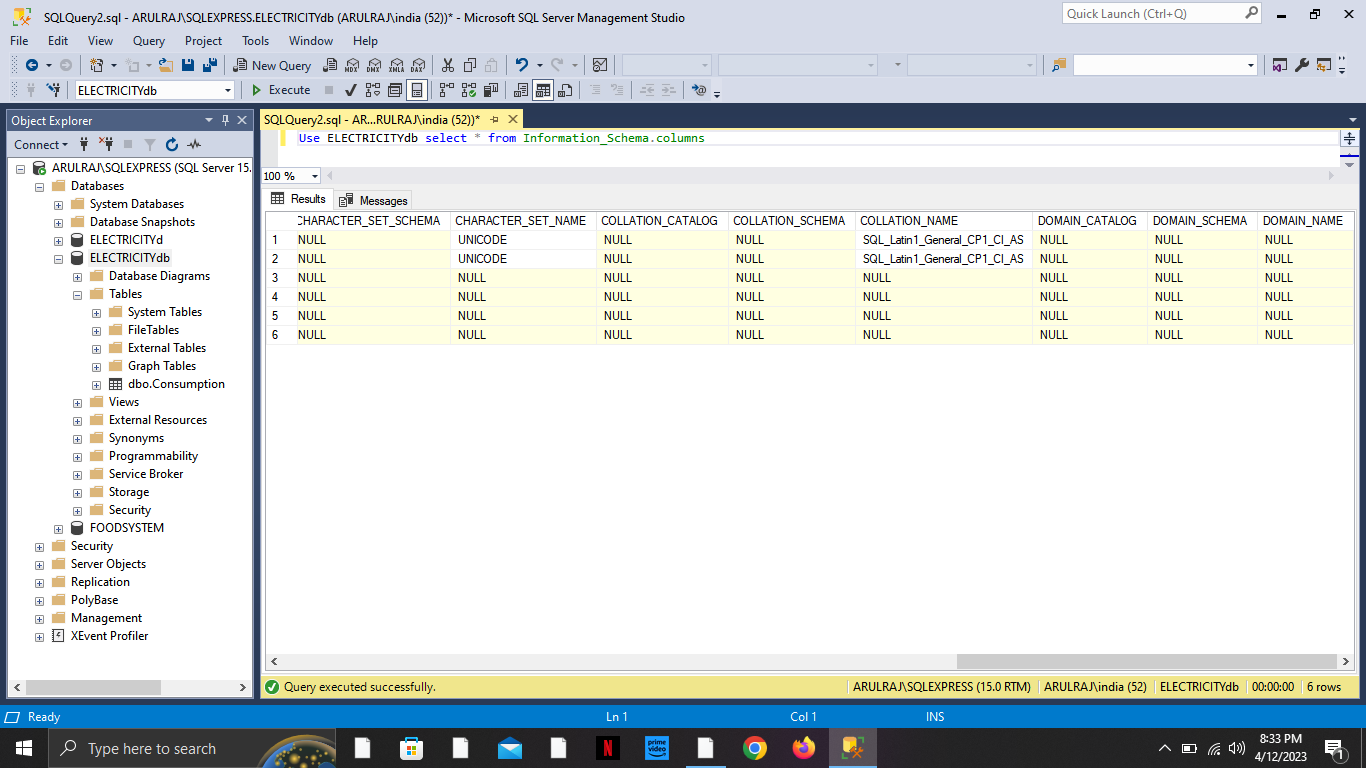 SQLQuery2.sql - ARULRAJ\SQLEXPRESS.ELECTRICITYdb (ARULRAJ\india (52))* - Microsoft SQL Server Management Studio
Quick Launch (Ctrl+Q)
File Edit View Query Project Tools Window Help
New Query MDX DMX XMLA DAX
ELECTRICITYdb Execute
Object Explorer
Connect
ARULRAJ\SQLEXPRESS (SQL Server 15.
Databases
System Databases
Database Snapshots
ELECTRICITYd
ELECTRICITYdb
Database Diagrams
Tables
System Tables
FileTables
External Tables
Graph Tables
dbo.Consumption
Views
External Resources
Synonyms
Programmability
Service Broker
Storage
Security
FOODSYSTEM
Security
Server Objects
Replication
PolyBase
Management
XEvent Profiler
SQLQuery2.sql - AR...RULRAJ\india (52))*
Use ELECTRICITYdb select * from Information_Schema.columns
100 %
Results Messages
CHARACTER_SET_SCHEMA CHARACTER_SET_NAME COLLATION_CATALOG COLLATION_SCHEMA COLLATION_NAME DOMAIN_CATALOG DOMAIN_SCHEMA DOMAIN_NAME
1 NULL UNICODE NULL NULL SQL_Latin1_General_CP1_CI_AS NULL NULL NULL
2 NULL UNICODE NULL NULL SQL_Latin1_General_CP1_CI_AS NULL NULL NULL
3 NULL NULL NULL NULL NULL NULL NULL NULL
4 NULL NULL NULL NULL NULL NULL NULL NULL
5 NULL NULL NULL NULL NULL NULL NULL NULL
6 NULL NULL NULL NULL NULL NULL NULL NULL
Query executed successfully. ARULRAJ\SQLEXPRESS (15.0 RTM) ARULRAJ\india (52) ELECTRICITYdb 00:00:00 6 rows
Ready Ln 1 Col 1 INS
Type here to search
N
prime video
8:33 PM
4/12/2023
1